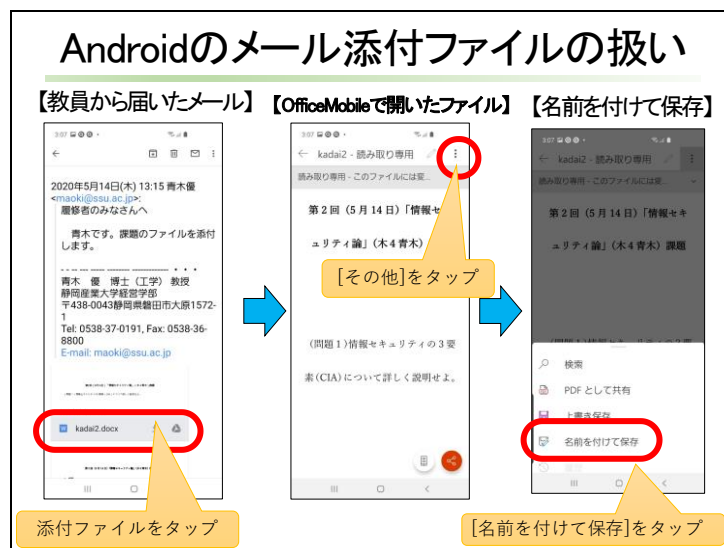 Androidのメール添付ファイルの扱い
【教員から届いたメール】
3:07
2020年5月14日(木) 13:15 青木優
<maoki@ssu.ac.jp>:
履修者のみなさんへ
青木です。課題のファイルを添付
します。
青木 優 博士（工学） 教授
静岡産業大学経営学部
〒438-0043静岡県磐田市大原1572-
1
Tel: 0538-37-0191, Fax: 0538-36-
8800
E-mail: maoki@ssu.ac.jp
kadai2.docx
添付ファイルをタップ
【OfficeMobileで開いたファイル】
3:07
kadai2 - 読み取り専用
読み取り専用 - このファイルには変...
第２回（５月１４日）「情報セ
ュリティ論」（木４青木）
[その他]をタップ
（問題１）情報セキュリティの３要
素(CIA)について詳しく説明せよ。
【名前を付けて保存】
3:07
kadai2 - 読み取り専用
読み取り専用 - このファイルには変...
第２回（５月１４日）「情報セキ
ュリティ論」（木４青木）課題
検索
PDF として共有
上書き保存
名前を付けて保存
[名前を付けて保存]をタップ